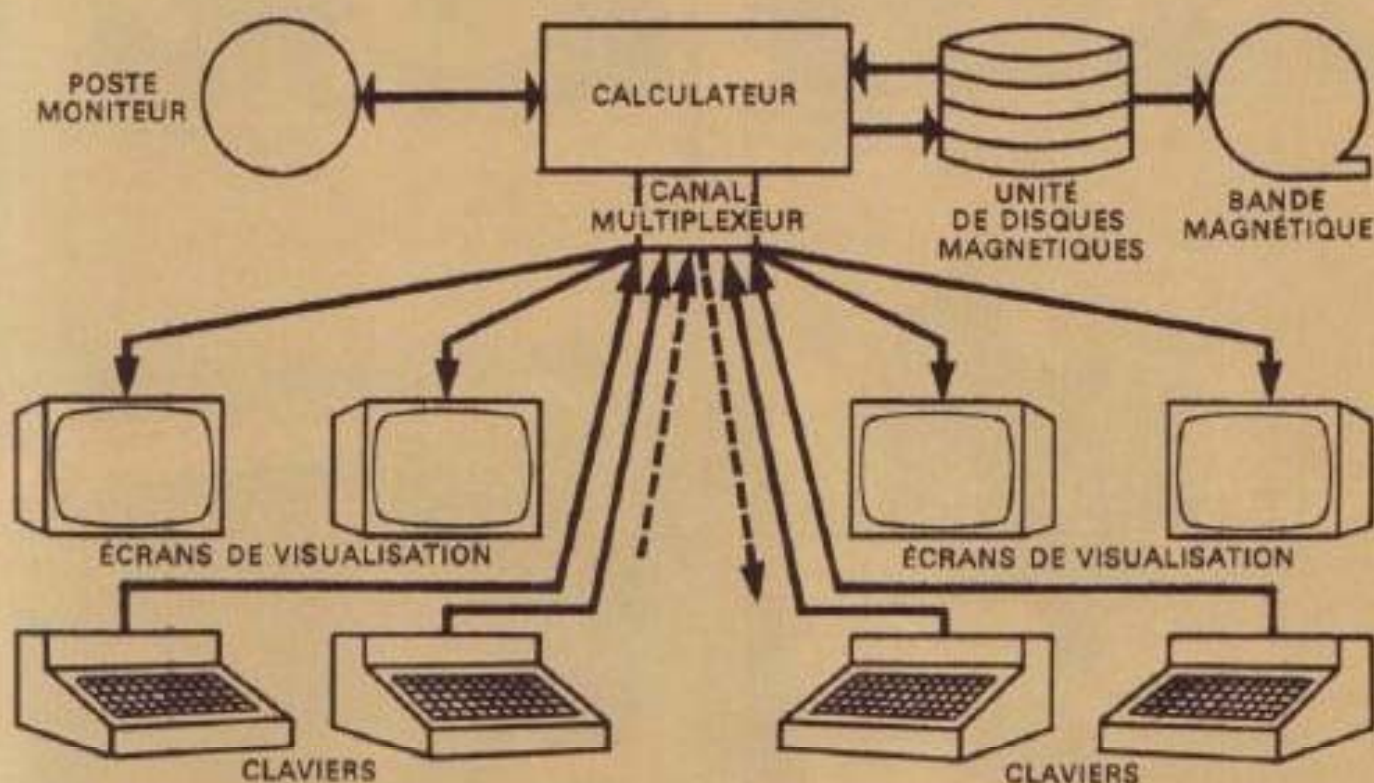 POSTE
MONITEUR
CALCULATEUR
CANAL
MULTIPLEXEUR
UNITÉ
DE DISQUES
MAGNETIQUES
BANDE
MAGNÉTIQUE
ÉCRANS DE VISUALISATION
ÉCRANS DE VISUALISATION
CLAVIERS
CLAVIERS